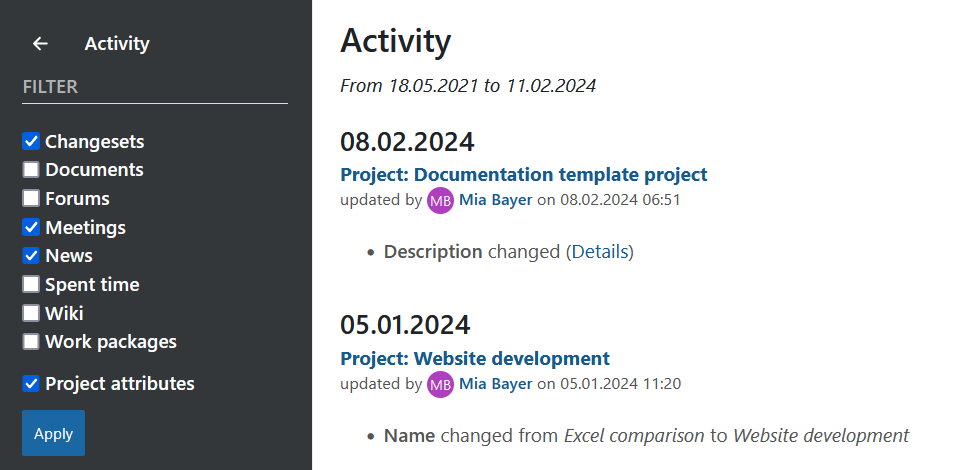 Activity
FILTER
Changesets
Documents
Forums
Meetings
News
Spent time
Wiki
Work packages
Project attributes
Apply
Activity
From 18.05.2021 to 11.02.2024
08.02.2024
Project: Documentation template project
updated by MB Mia Bayer on 08.02.2024 06:51
• Description changed (Details)
05.01.2024
Project: Website development
updated by MB Mia Bayer on 05.01.2024 11:20
• Name changed from Excel comparison to Website development